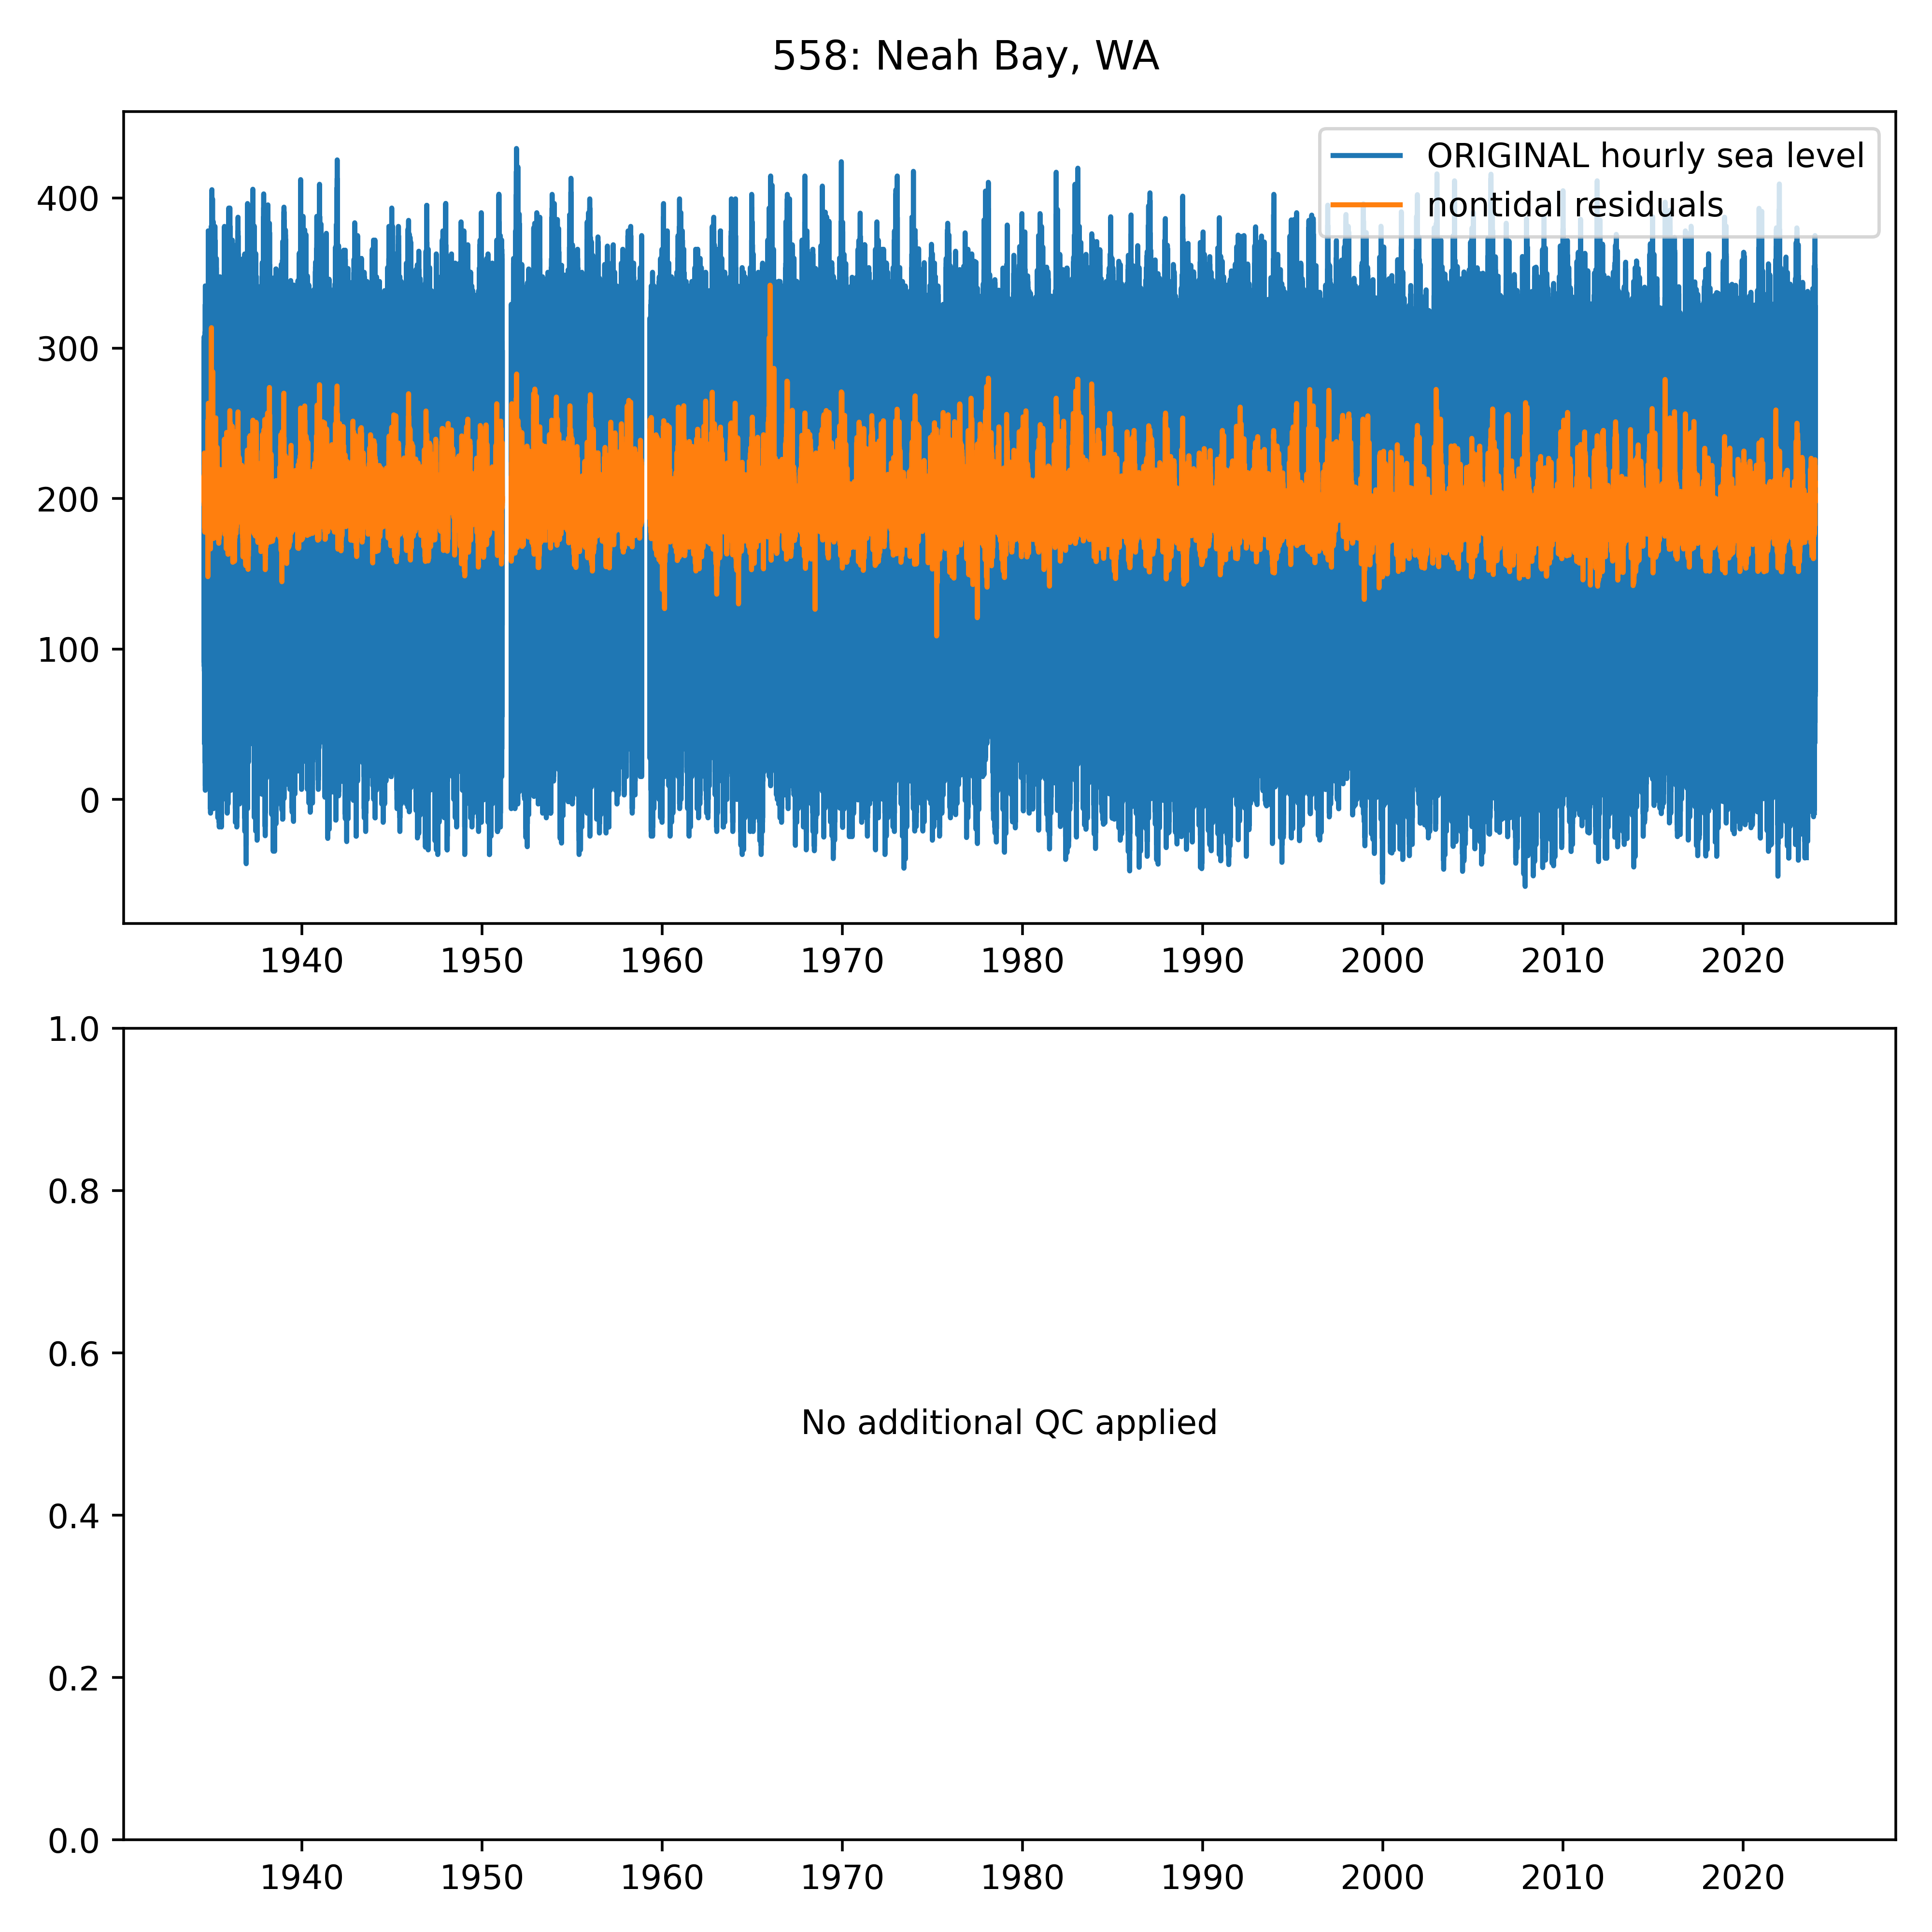 558: Neah Bay, WA
ORIGINAL hourly sea level
nontidal residuals
400
300
200
100
0
1940 1950 1960 1970 1980 1990 2000 2010 2020
1.0
0.8
0.6
No additional QC applied
0.4
0.2
0.0
1940 1950 1960 1970 1980 1990 2000 2010 2020